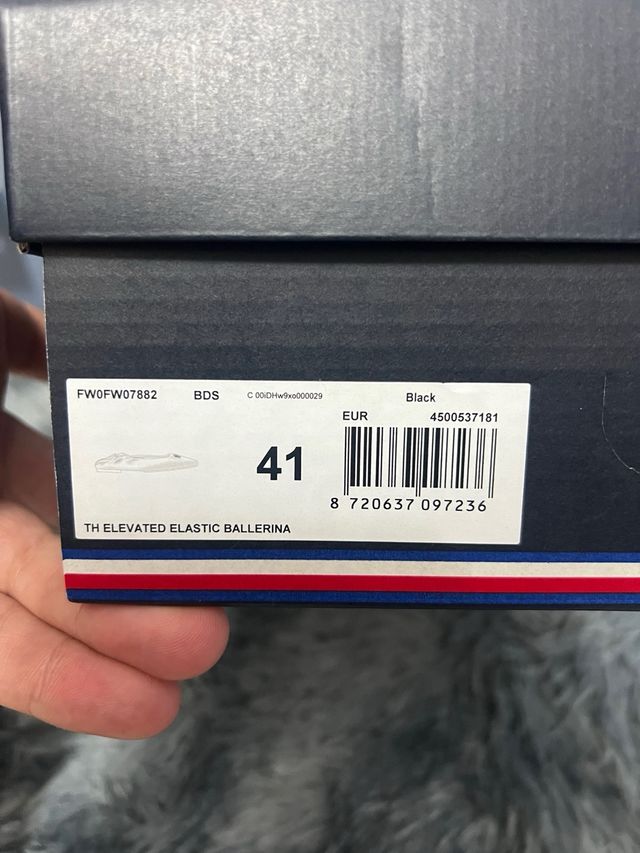 FW0FW07882 BDS C 00iDHw9xo000029 Black
EUR 4500537181
41
8 720637 097236
TH ELEVATED ELASTIC BALLERINA